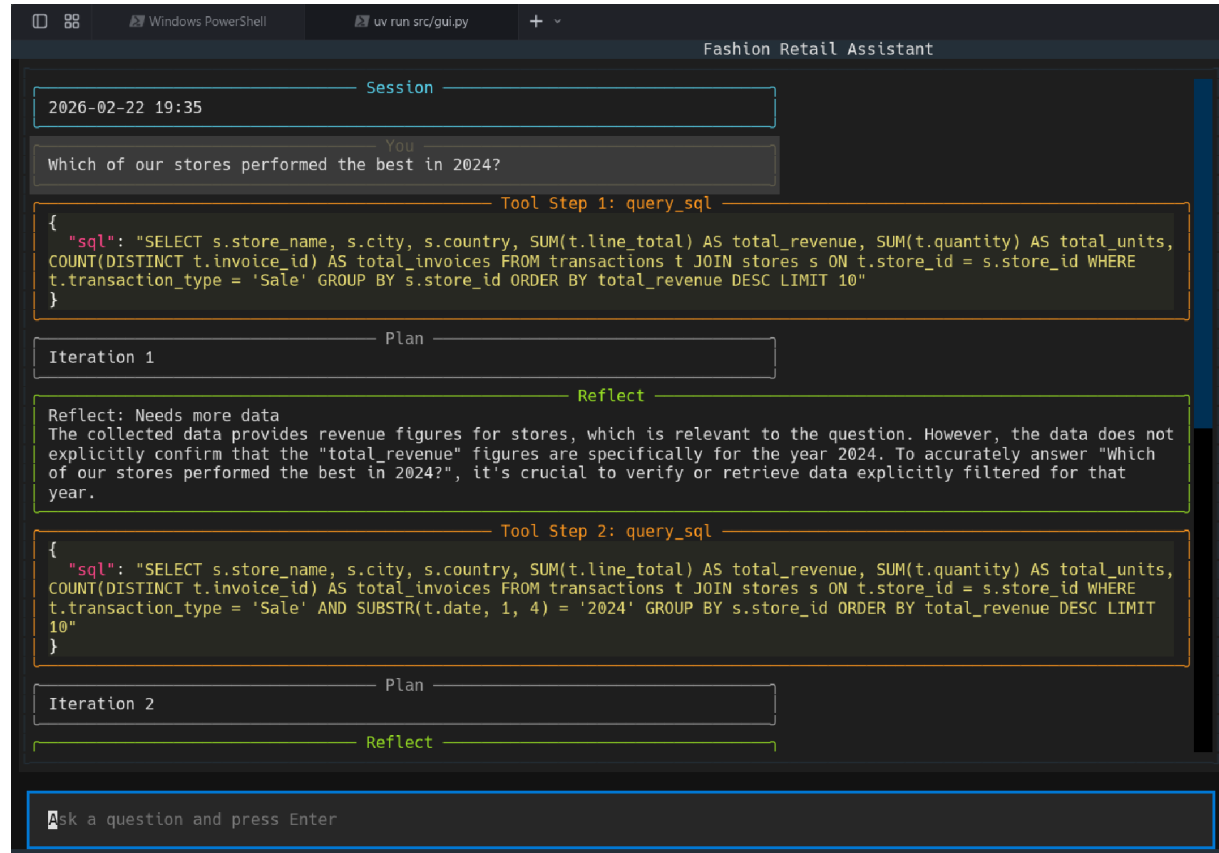 Windows PowerShell
uv run src/gui.py
Fashion Retail Assistant
Session
2026-02-22 19:35
You
Which of our stores performed the best in 2024?
Tool Step 1: query_sql
{
"sql": "SELECT s.store_name, s.city, s.country, SUM(t.line_total) AS total_revenue, SUM(t.quantity) AS total_units,
COUNT(DISTINCT t.invoice_id) AS total_invoices FROM transactions t JOIN stores s ON t.store_id = s.store_id WHERE
t.transaction_type = 'Sale' GROUP BY s.store_id ORDER BY total_revenue DESC LIMIT 10"
}
Plan
Iteration 1
Reflect
Reflect: Needs more data
The collected data provides revenue figures for stores, which is relevant to the question. However, the data does not
explicitly confirm that the "total_revenue" figures are specifically for the year 2024. To accurately answer "Which
of our stores performed the best in 2024?", it's crucial to verify or retrieve data explicitly filtered for that
year.
Tool Step 2: query_sql
{
"sql": "SELECT s.store_name, s.city, s.country, SUM(t.line_total) AS total_revenue, SUM(t.quantity) AS total_units,
COUNT(DISTINCT t.invoice_id) AS total_invoices FROM transactions t JOIN stores s ON t.store_id = s.store_id WHERE
t.transaction_type = 'Sale' AND SUBSTR(t.date, 1, 4) = '2024' GROUP BY s.store_id ORDER BY total_revenue DESC LIMIT
10"
}
Plan
Iteration 2
Reflect
Ask a question and press Enter